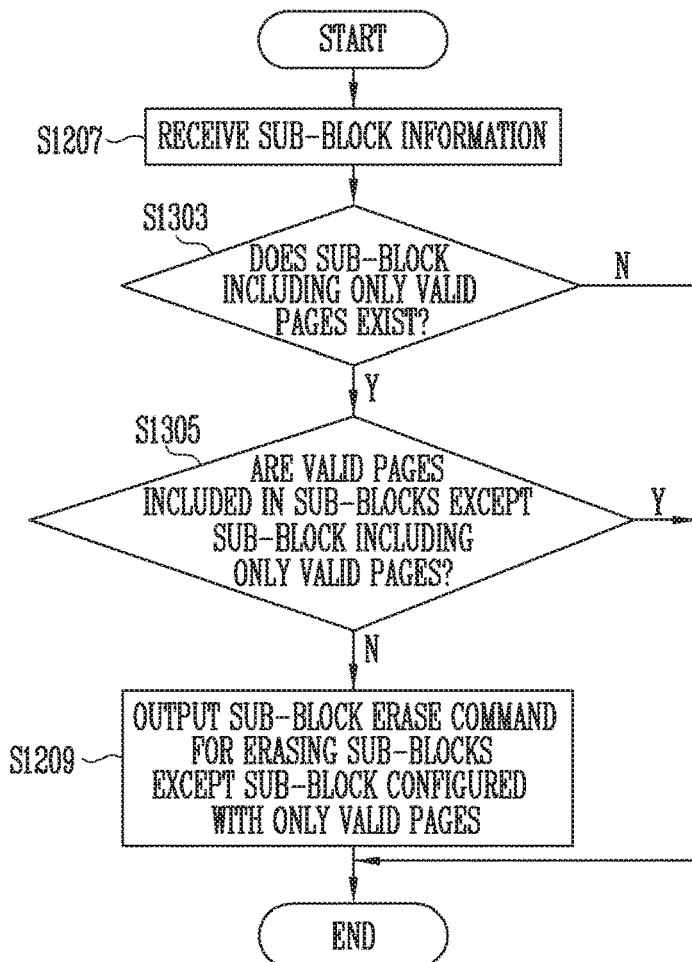 START
S1207
RECEIVE SUB-BLOCK INFORMATION
S1303
DOES SUB-BLOCK
INCLUDING ONLY VALID
PAGES EXIST?
N
Y
S1305
ARE VALID PAGES
INCLUDED IN SUB-BLOCKS EXCEPT
SUB-BLOCK INCLUDING
ONLY VALID PAGES?
Y
N
S1209
OUTPUT SUB-BLOCK ERASE COMMAND
FOR ERASING SUB-BLOCKS
EXCEPT SUB-BLOCK CONFIGURED
WITH ONLY VALID PAGES
END